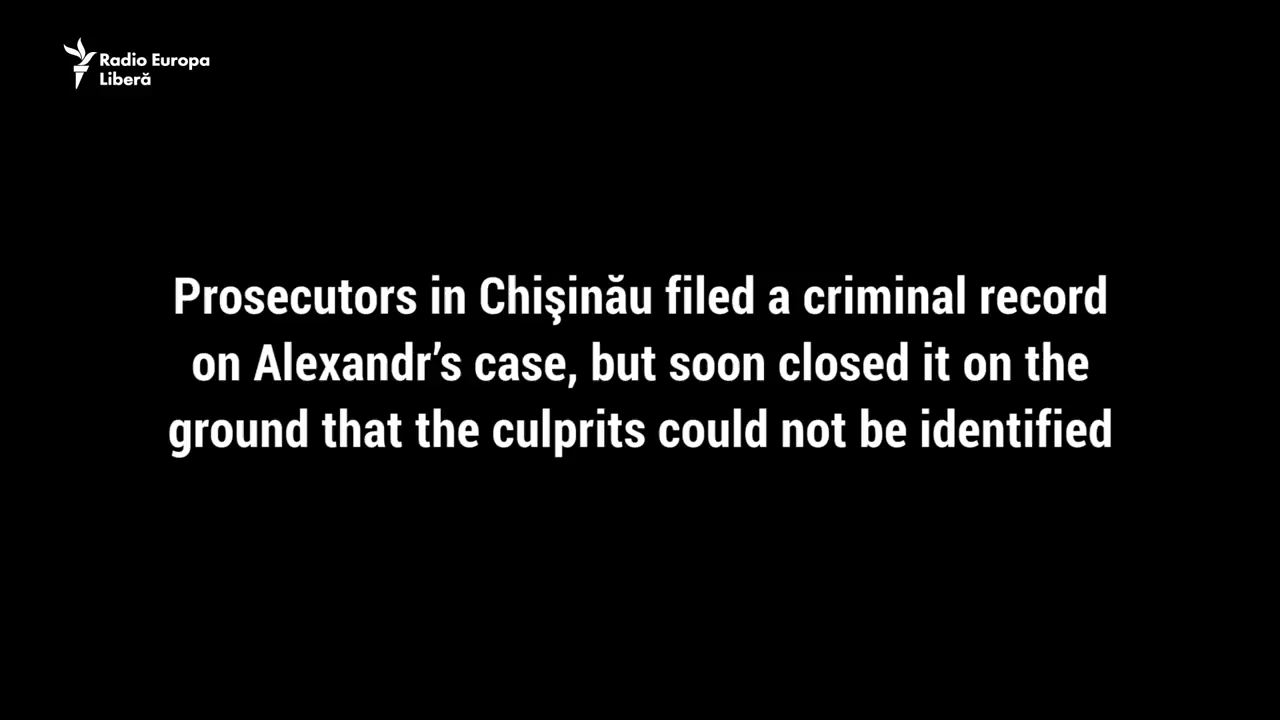 Radio Europa
Liberă
Prosecutors in Chişinău filed a criminal record
on Alexandr’s case, but soon closed it on the
ground that the culprits could not be identified